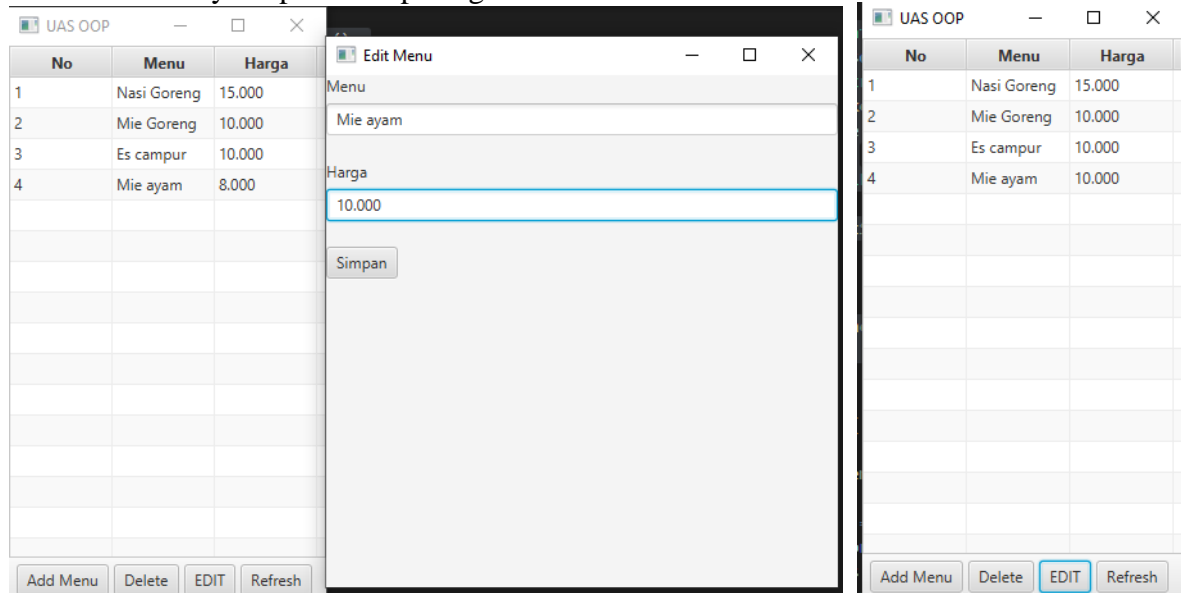 UAS OOP
No Menu Harga
1 Nasi Goreng 15.000
2 Mie Goreng 10.000
3 Es campur 10.000
4 Mie ayam 8.000
Add Menu Delete EDIT Refresh
Edit Menu
Menu
Mie ayam
Harga
10.000
Simpan
UAS OOP
No Menu Harga
1 Nasi Goreng 15.000
2 Mie Goreng 10.000
3 Es campur 10.000
4 Mie ayam 10.000
Add Menu Delete EDIT Refresh